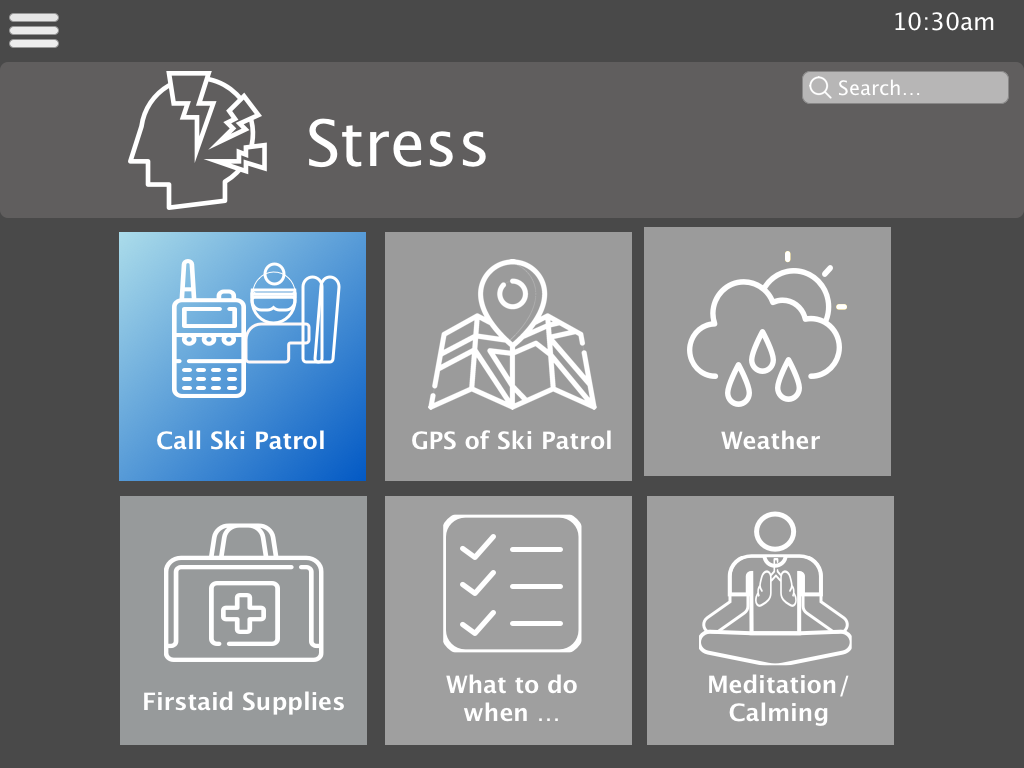 10:30am
Search...
Stress
Call Ski Patrol
GPS of Ski Patrol
Weather
Firstaid Supplies
What to do
when ...
Meditation/
Calming